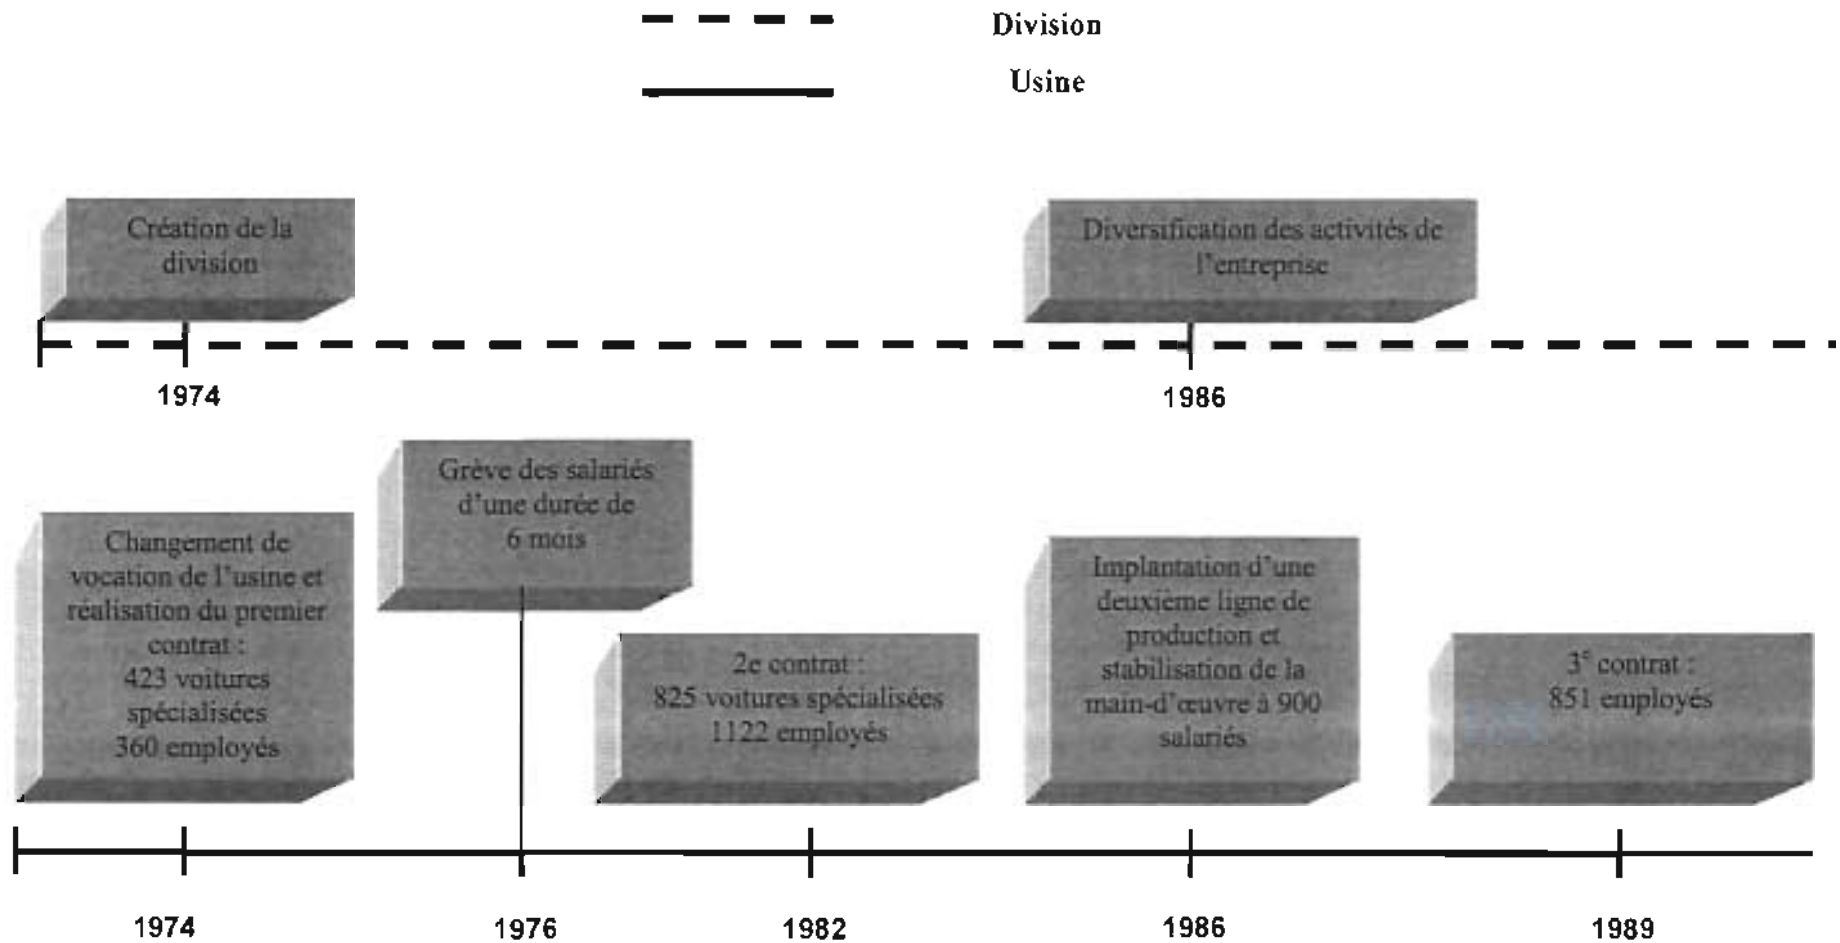 Division
Usine
Création de la
division
Diversification des activités de
l'entreprise
1974
1986
Grève des salariés
d'une durée de
6 mois
Changement de
vocation de l'usine et
réalisation du premier
contrat :
423 voitures
spécialisées
360 employés
2e contrat :
825 voitures spécialisées
1122 employés
Implantation d'une
deuxième ligne de
production et
stabilisation de la
main-d'œuvre à 900
salariés
3e contrat :
851 employés
1974
1976
1982
1986
1989